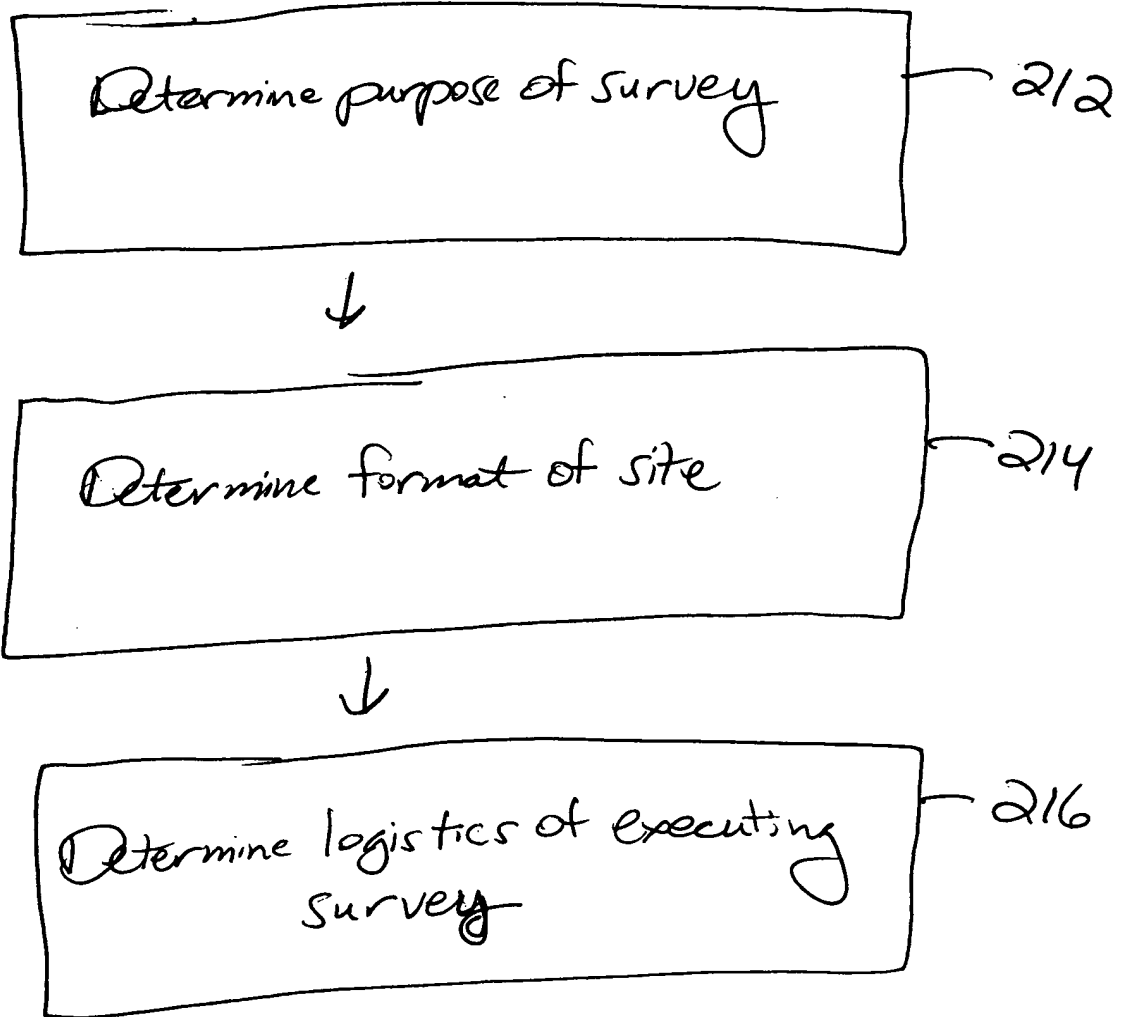 Determine purpose of survey
212
Determine format of site
214
Determine logistics of executing
survey
216